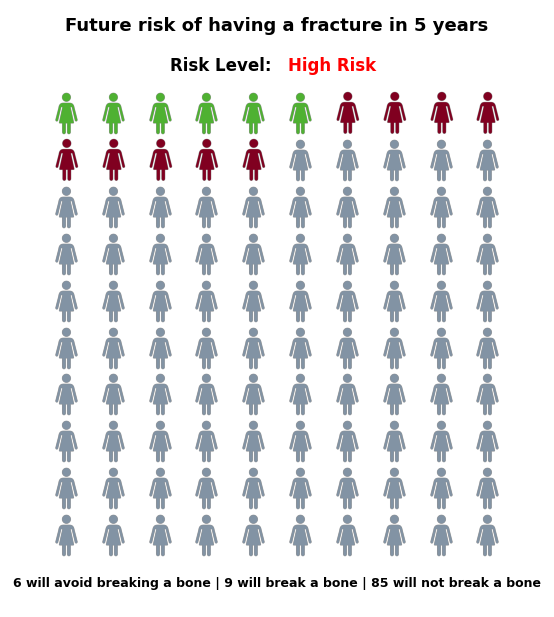 Future risk of having a fracture in 5 years
Risk Level: High Risk
6 will avoid breaking a bone | 9 will break a bone | 85 will not break a bone